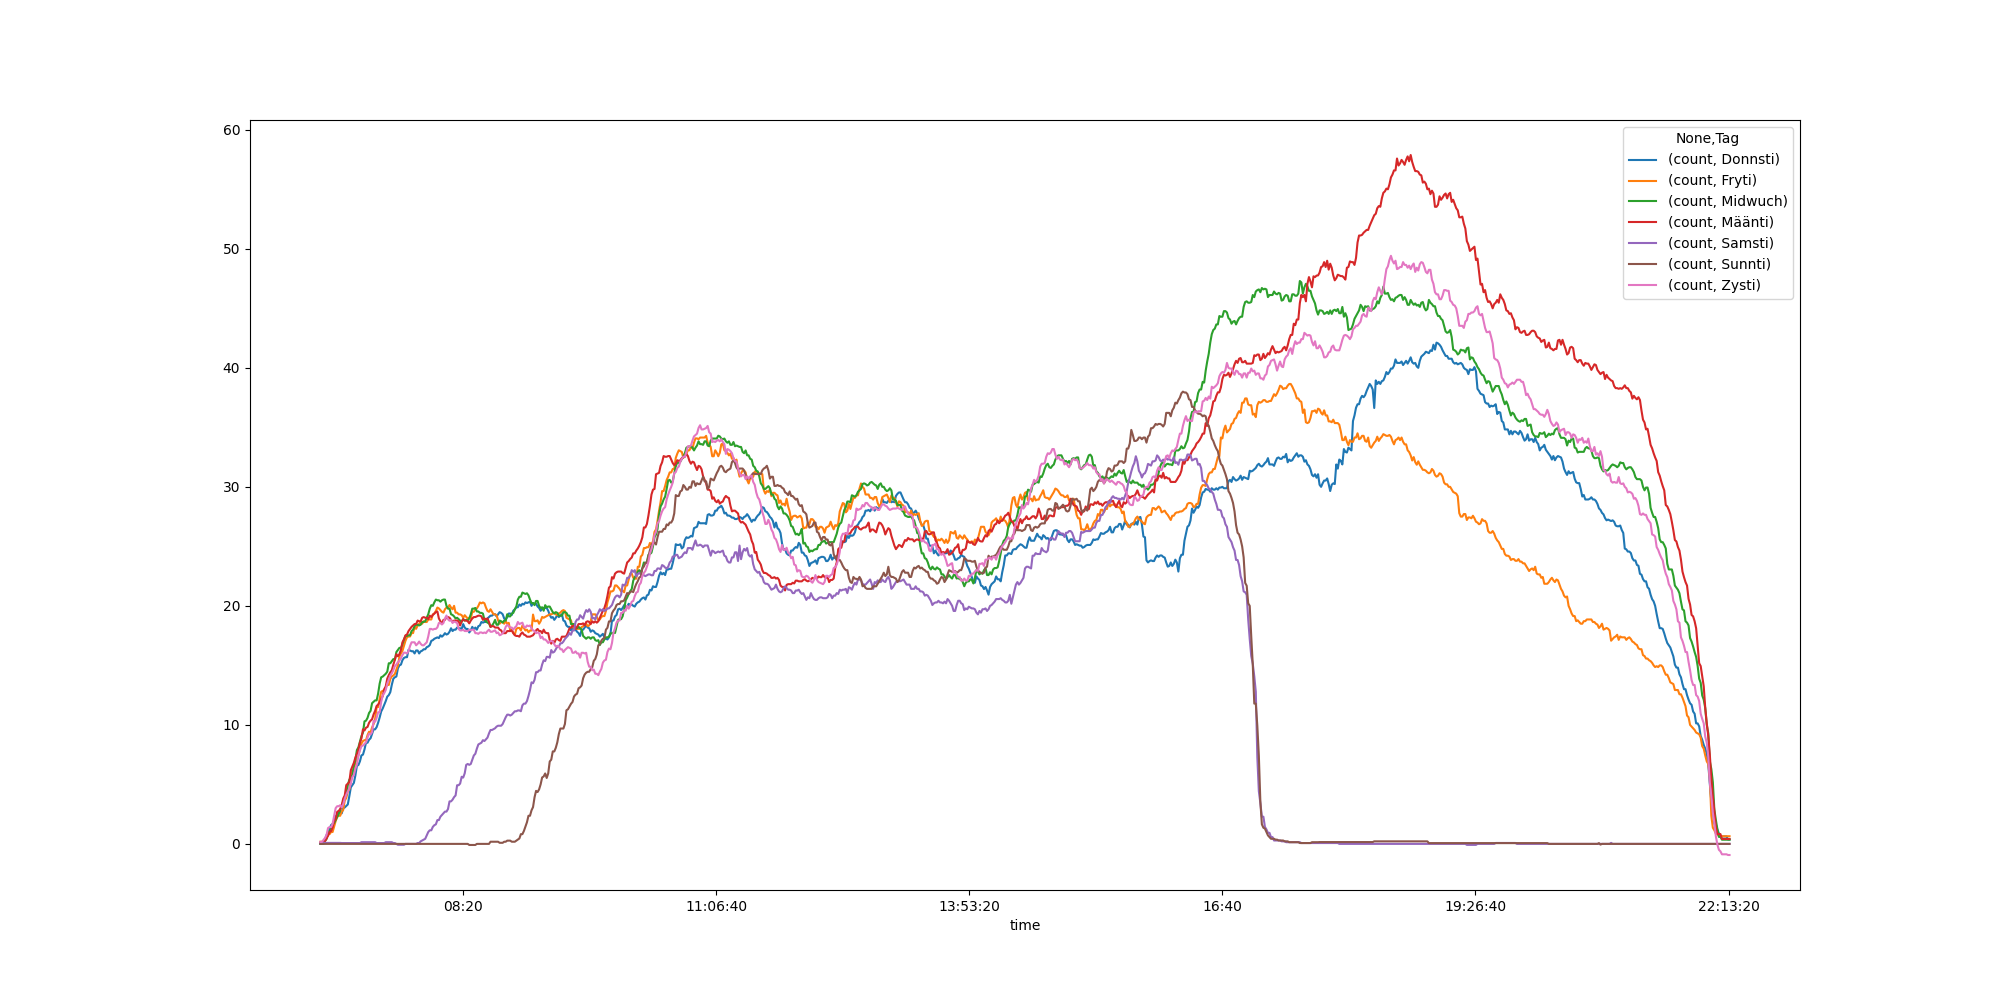 60
50
40
30
20
10
0
None,Tag
(count, Donnsti)
(count, Fryti)
(count, Midwuch)
(count, Määnti)
(count, Samsti)
(count, Sunnti)
(count, Zysti)
08:20 11:06:40 13:53:20 16:40 19:26:40 22:13:20
time